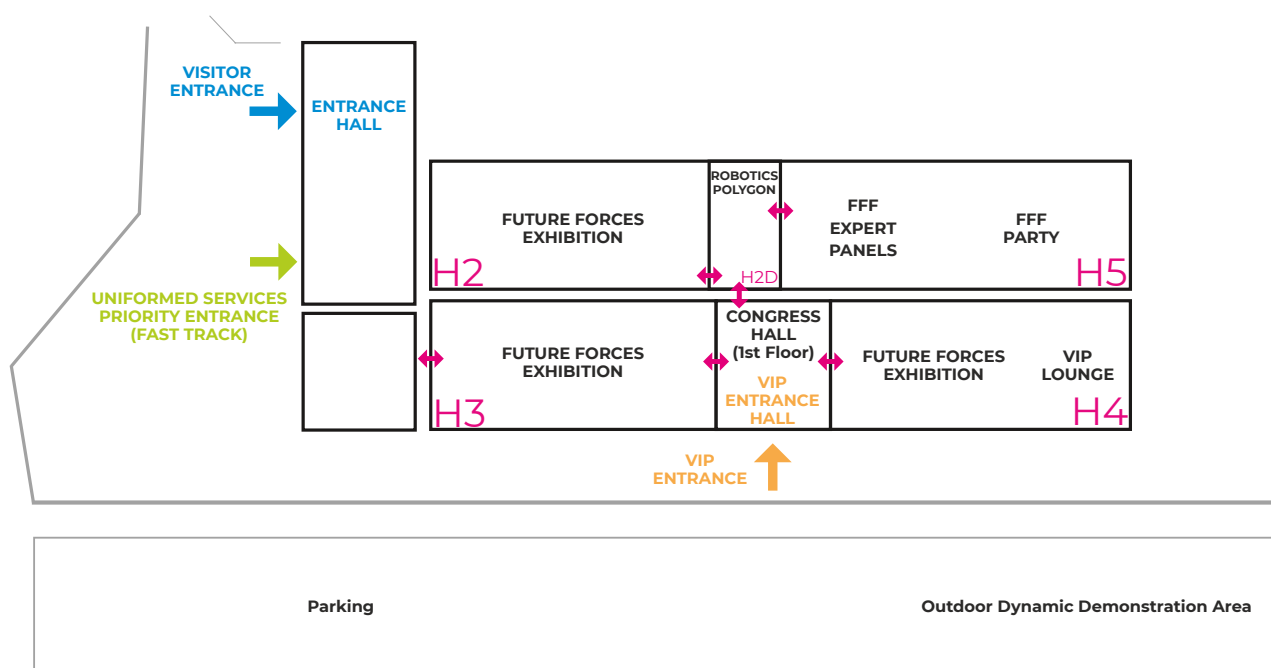 VISITOR
ENTRANCE
ENTRANCE
HALL
UNIFORMED SERVICES
PRIORITY ENTRANCE
(FAST TRACK)
FUTURE FORCES
EXHIBITION
H2
ROBOTICS
POLYGON
H2D
FFF
EXPERT
PANELS
FFF
PARTY
H5
FUTURE FORCES
EXHIBITION
H3
CONGRESS
HALL
(1st Floor)
VIP
ENTRANCE
HALL
FUTURE FORCES
EXHIBITION
VIP
LOUNGE
H4
VIP
ENTRANCE
Parking
Outdoor Dynamic Demonstration Area